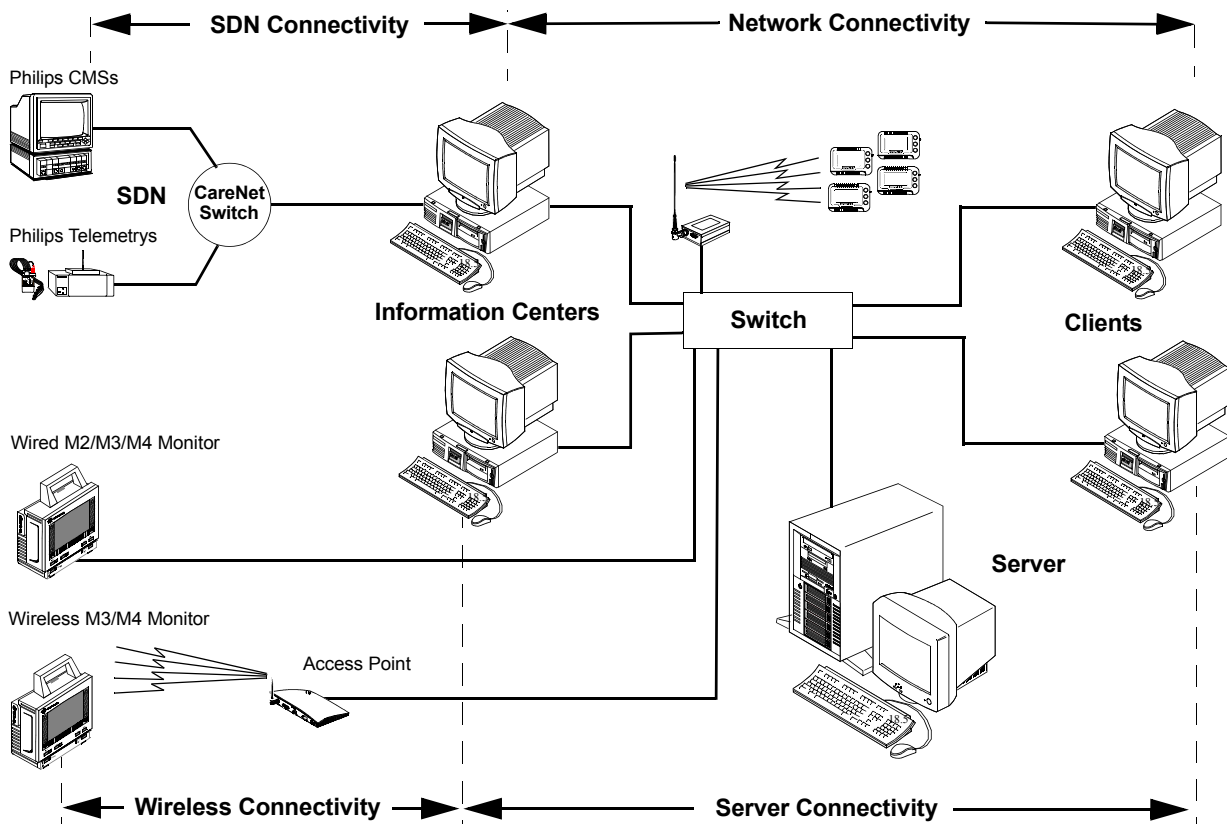 SDN Connectivity
Network Connectivity
Philips CMSs
SDN
CareNet
Switch
Philips Telemetrys
Information Centers
Switch
Clients
Wired M2/M3/M4 Monitor
Server
Wireless M3/M4 Monitor
Access Point
Wireless Connectivity
Server Connectivity